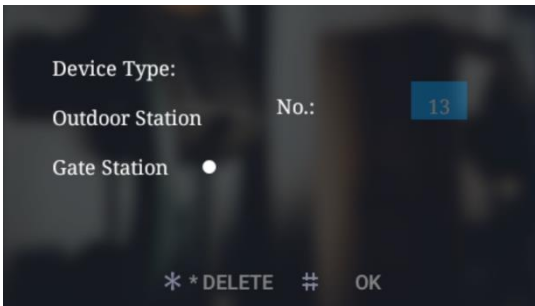 Device Type:
Outdoor Station
No.: 13
Gate Station
* * DELETE # OK